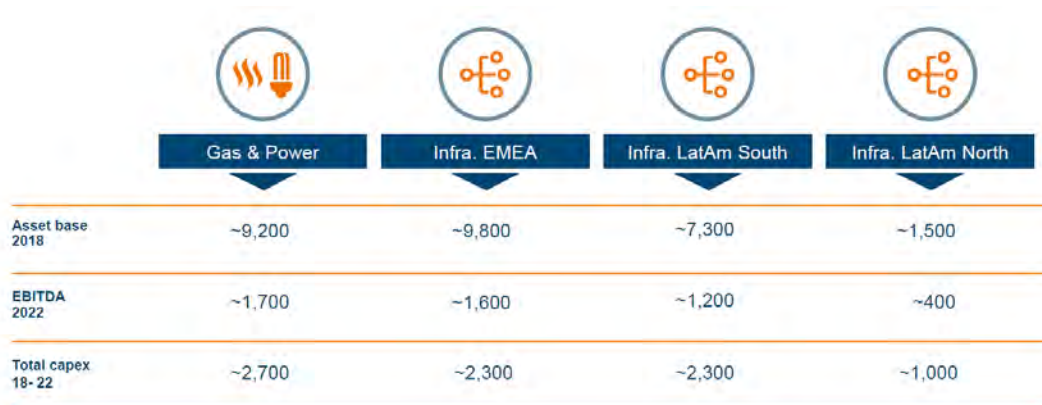 Gas & Power Infra. EMEA Infra. LatAm South Infra. LatAm North
Asset base
2018
~9,200 ~9,800 ~7,300 ~1,500
EBITDA
2022
~1,700 ~1,600 ~1,200 ~400
Total capex
18- 22
~2,700 ~2,300 ~2,300 ~1,000